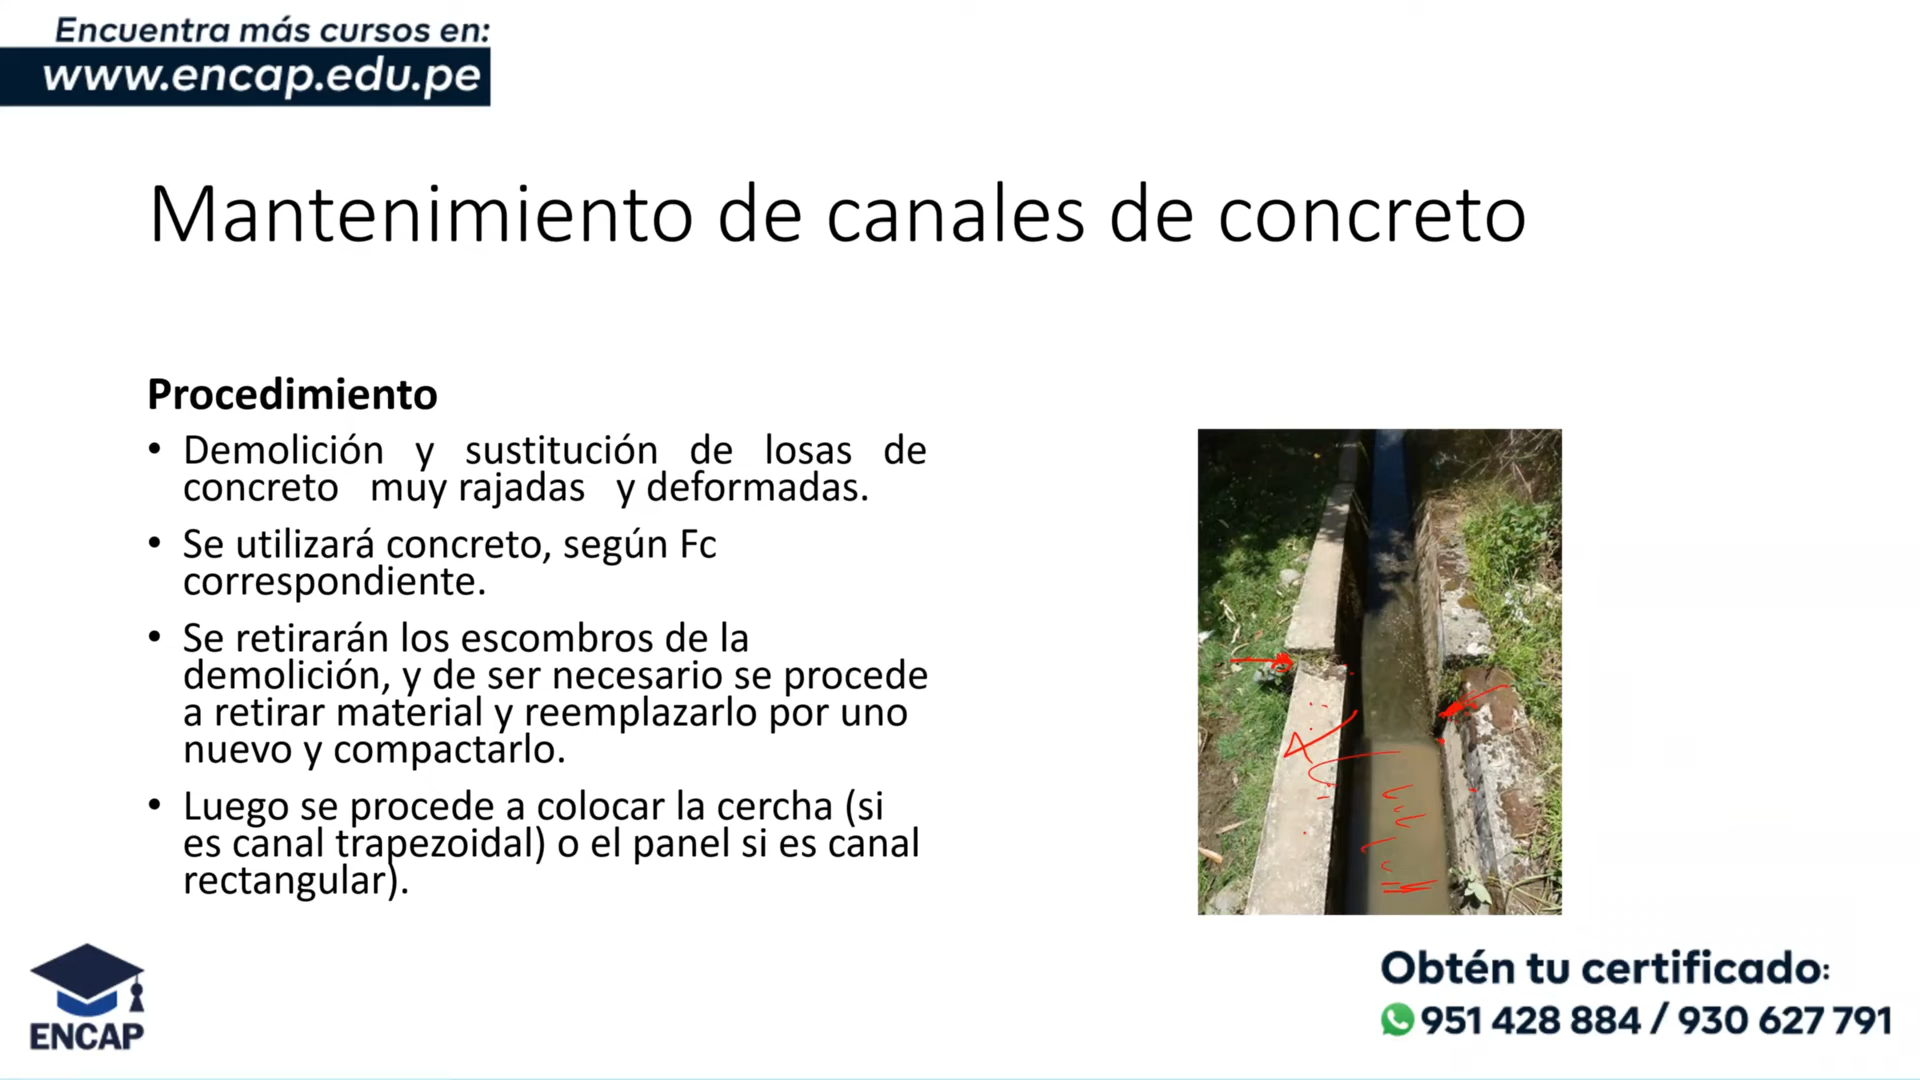 Encuentra más cursos en:
www.encap.edu.pe
Mantenimiento de canales de concreto
Procedimiento
• Demolición y sustitución de losas de
concreto muy rajadas y deformadas.
• Se utilizará concreto, según Fc
correspondiente.
• Se retirarán los escombros de la
demolición, y de ser necesario se procede
a retirar material y reemplazarlo por uno
nuevo y compactarlo.
• Luego se procede a colocar la cercha (si
es canal trapezoidal) o el panel si es canal
rectangular).
ENCAP
Obtén tu certificado:
951 428 884 / 930 627 791